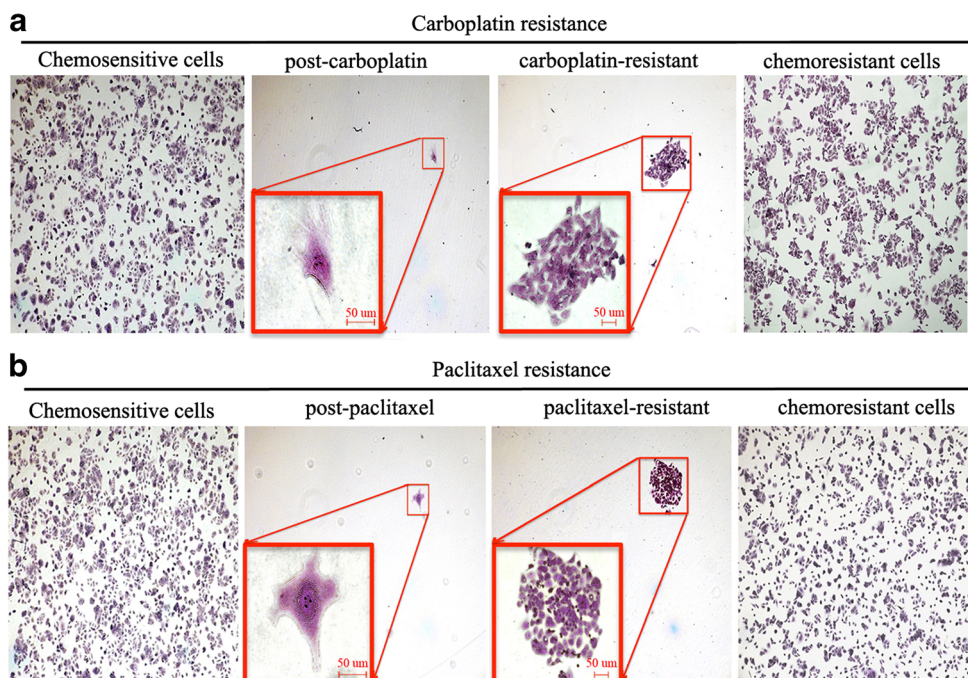 a
Carboplatin resistance
Chemosensitive cells post-carboplatin carboplatin-resistant chemoresistant cells
50 um 50 um
b
Paclitaxel resistance
Chemosensitive cells post-paclitaxel paclitaxel-resistant chemoresistant cells
50 um 50 um